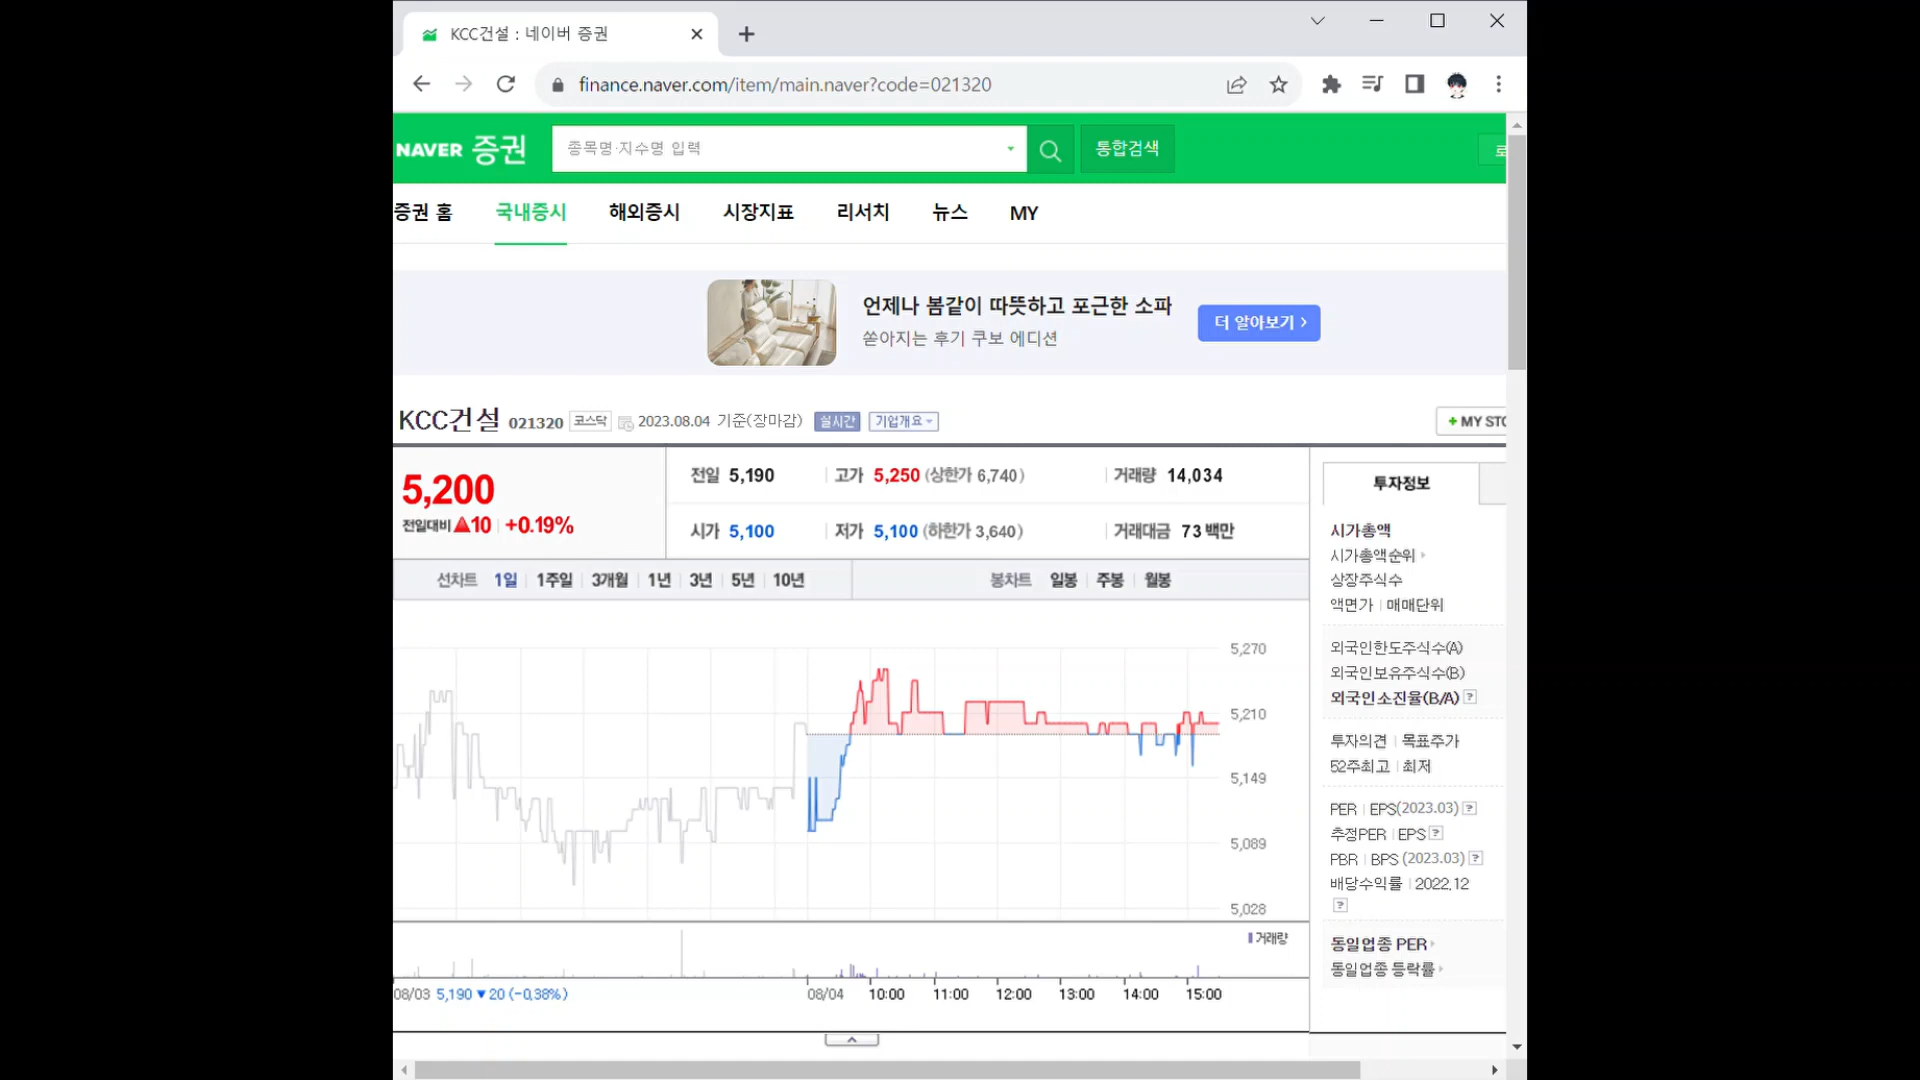 KCC건설 : 네이버 증권
finance.naver.com/item/main.naver?code=021320
NAVER 증권
종목명·지수명 입력
통합검색
증권 홈 국내증시 해외증시 시장지표 리서치 뉴스 MY
언제나 봄같이 따뜻하고 포근한 소파
쏟아지는 후기 쿠보 에디션
더 알아보기
KCC건설 021320 코스닥 2023.08.04 기준(장마감) 실시간 기업개요
+ MY STO
5,200
전일대비 ▲10 +0.19%
전일 5,190 고가 5,250 (상한가 6,740) 거래량 14,034
시가 5,100 저가 5,100 (하한가 3,640) 거래대금 73 백만
선차트 1일 1주일 3개월 1년 3년 5년 10년 봉차트 일봉 주봉 월봉
5,270
5,210
5,149
5,089
5,028
거래량
08/03 5,190 ▼ 20 (-0.38%) 08/04 10:00 11:00 12:00 13:00 14:00 15:00
투자정보
시가총액
시가총액순위
상장주식수
액면가 | 매매단위
외국인한도주식수(A)
외국인보유주식수(B)
외국인소진율(B/A) ?
투자의견 | 목표주가
52주최고 | 최저
PER | EPS(2023.03) ?
추정PER | EPS ?
PBR | BPS (2023.03) ?
배당수익률 | 2022.12
?
동일업종 PER
동일업종 등락률